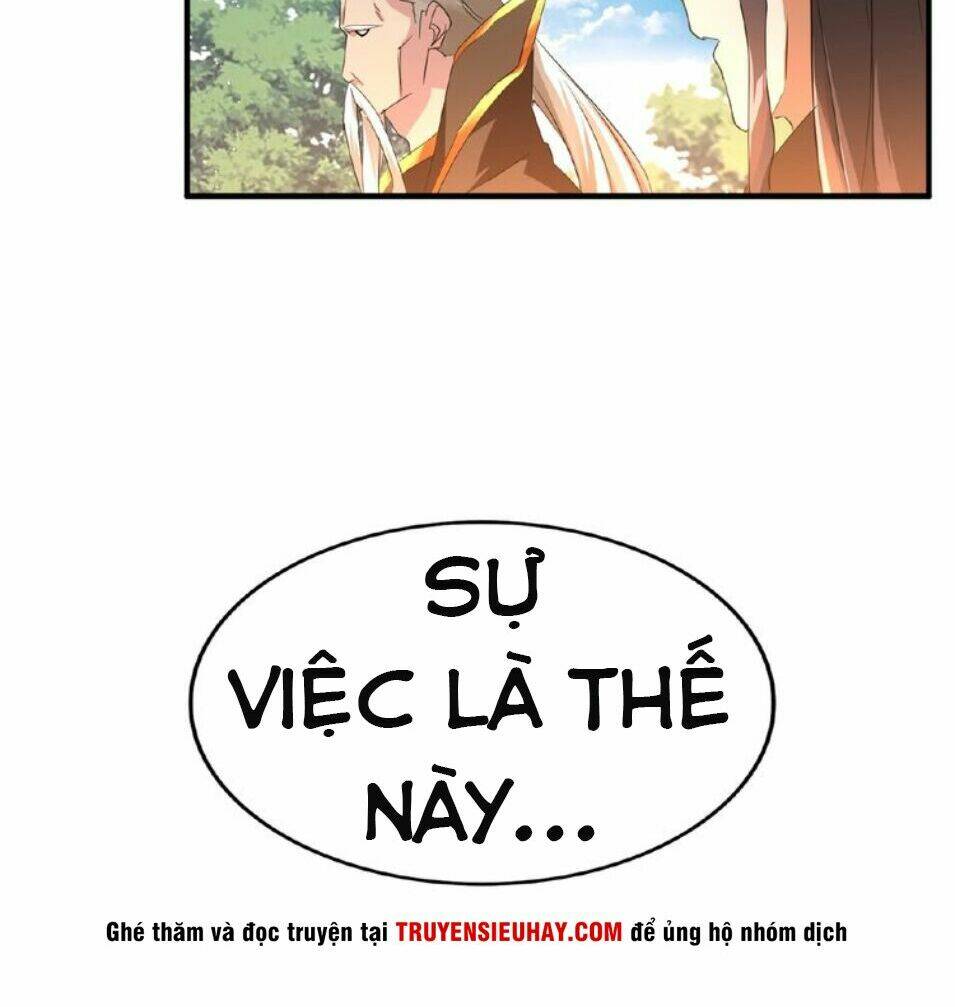 SỰ
VIỆC LÀ THẾ
NÀY...
Ghé thăm và đọc truyện tại TRUYENSIEUHAY.COM để ủng hộ nhóm dịch